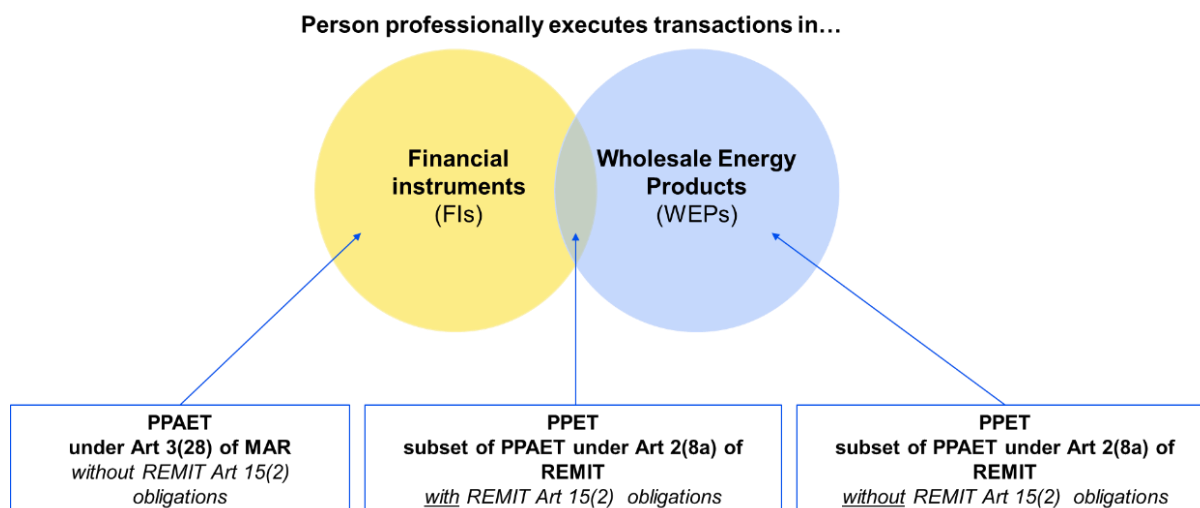 Person professionally executes transactions in…
Financial
instruments
(FIs)
Wholesale Energy
Products
(WEPs)
PPAET
under Art 3(28) of MAR
without REMIT Art 15(2)
obligations
PPET
subset of PPAET under Art 2(8a) of
REMIT
with REMIT Art 15(2) obligations
PPET
subset of PPAET under Art 2(8a) of
REMIT
without REMIT Art 15(2) obligations